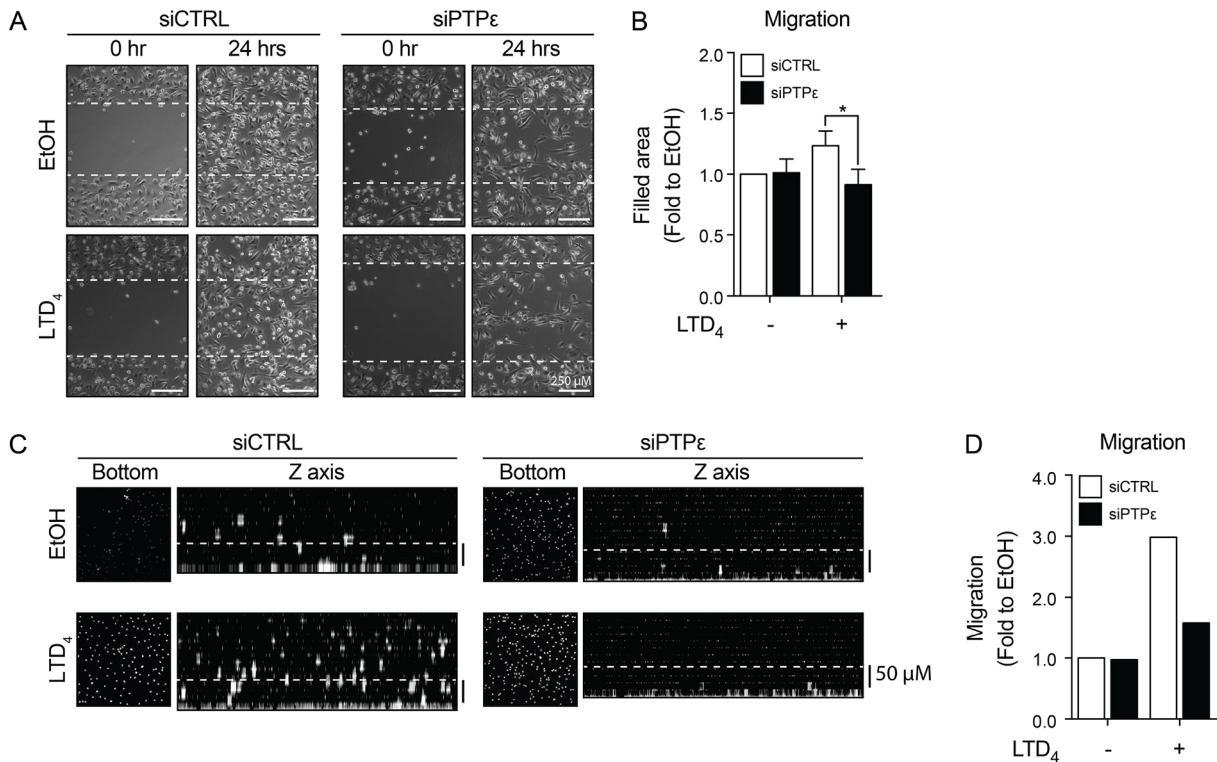 A
siCTRL
siPTPε
0 hr
24 hrs
0 hr
24 hrs
EtOH
LTD4
250 μM
B
Migration
2.0
1.5
1.0
0.5
0.0
Filled area
(Fold to EtOH)
siCTRL
siPTPε
*
LTD4
-
+
C
siCTRL
siPTPε
Bottom
Z axis
Bottom
Z axis
EtOH
LTD4
50 μM
D
Migration
4.0
3.0
2.0
1.0
0.0
Migration
(Fold to EtOH)
siCTRL
siPTPε
LTD4
-
+